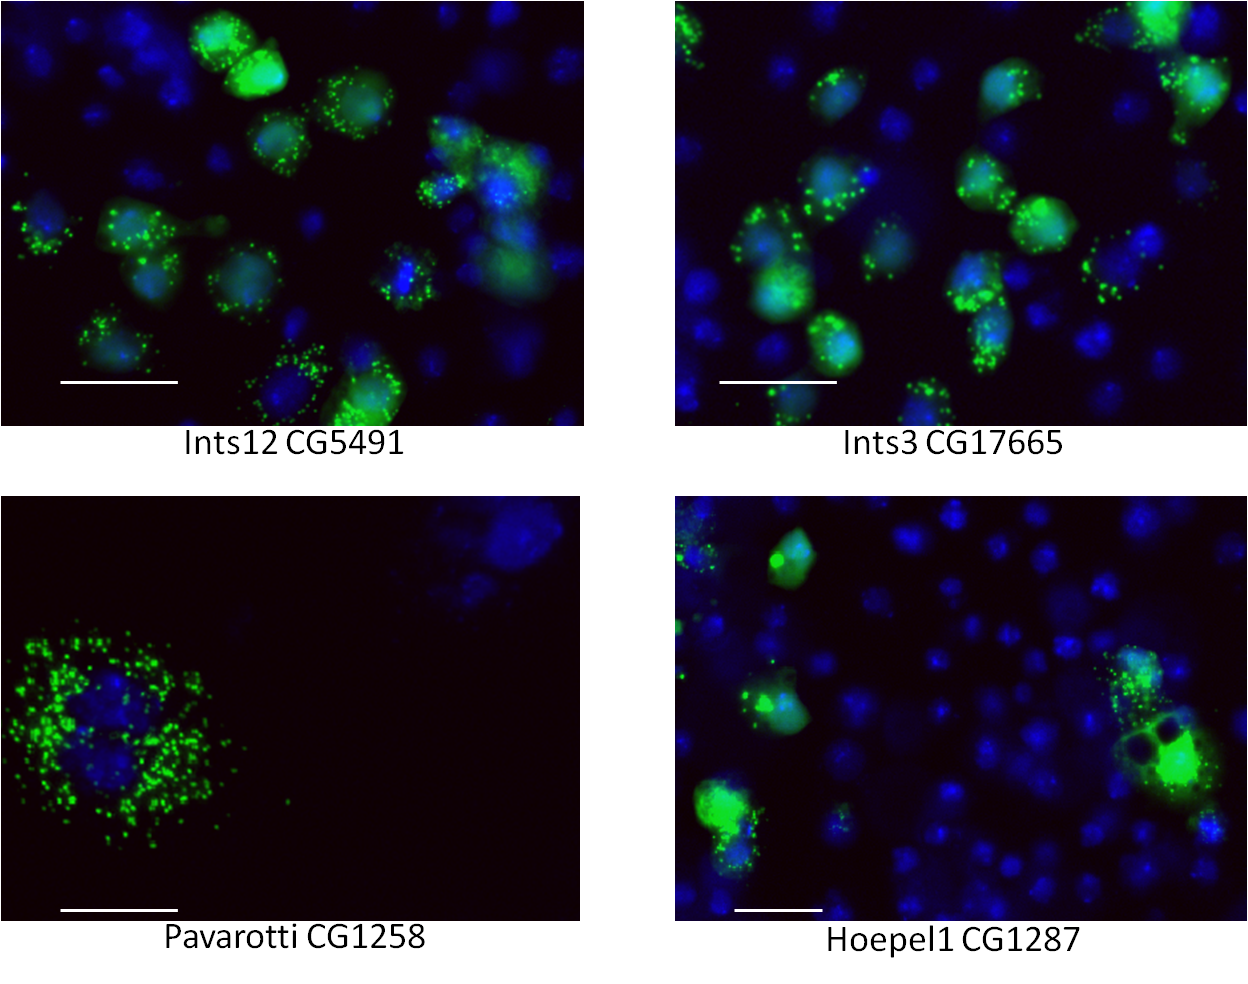 Ints12 CG5491
Ints3 CG17665
Pavarotti CG1258
Hoepel1 CG1287